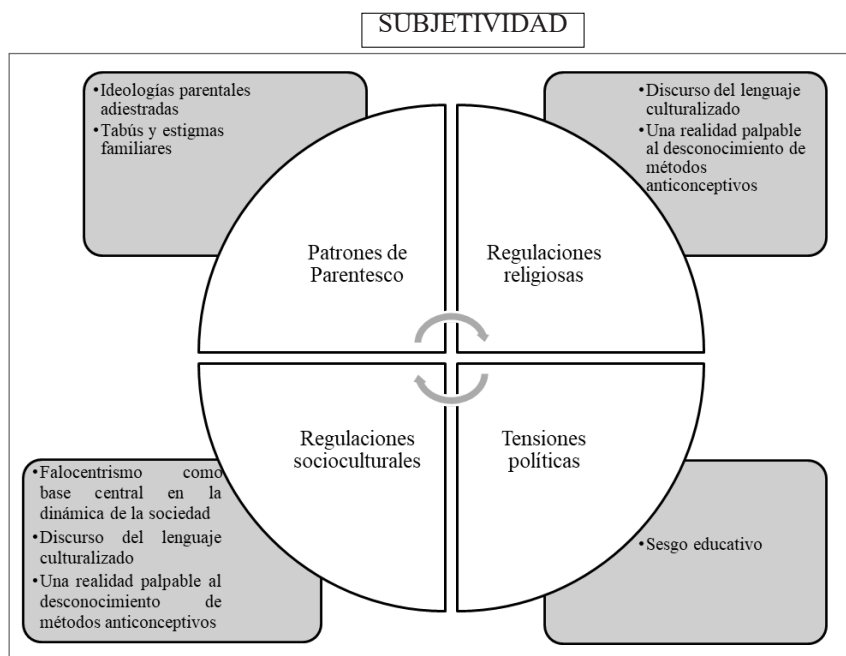 SUBJETIVIDAD
•Ideologías parentales
adiestradas
•Tabús y estigmas
familiares
•Discurso del lenguaje
culturalizado
•Una realidad palpable
al desconocimiento de
métodos
anticonceptivos
Patrones de
Parentesco
Regulaciones
religiosas
Regulaciones
socioculturales
Tensiones
políticas
•Falocentrismo como
base central en la
dinámica de la sociedad
•Discurso del lenguaje
culturalizado
•Una realidad palpable al
desconocimiento de
métodos anticonceptivos
•Sesgo educativo